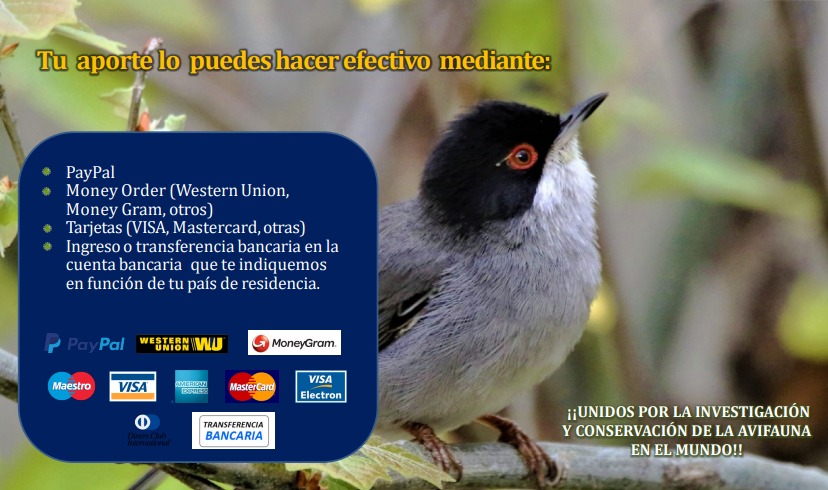 Tu aporte lo puedes hacer efectivo mediante:
PayPal
Money Order (Western Union,
Money Gram, otros)
Tarjetas (VISA, Mastercard, otras)
Ingreso o transferencia bancaria en la
cuenta bancaria que te indiquemos
en función de tu país de residencia.
PayPal
WESTERN UNION WU
MoneyGram
Maestro
VISA
AMERICAN EXPRESS
MasterCard
VISA Electron
Diners Club International
TRANSFERENCIA
BANCARIA
¡¡UNIDOS POR LA INVESTIGACIÓN
Y CONSERVACIÓN DE LA AVIFAUNA
EN EL MUNDO!!